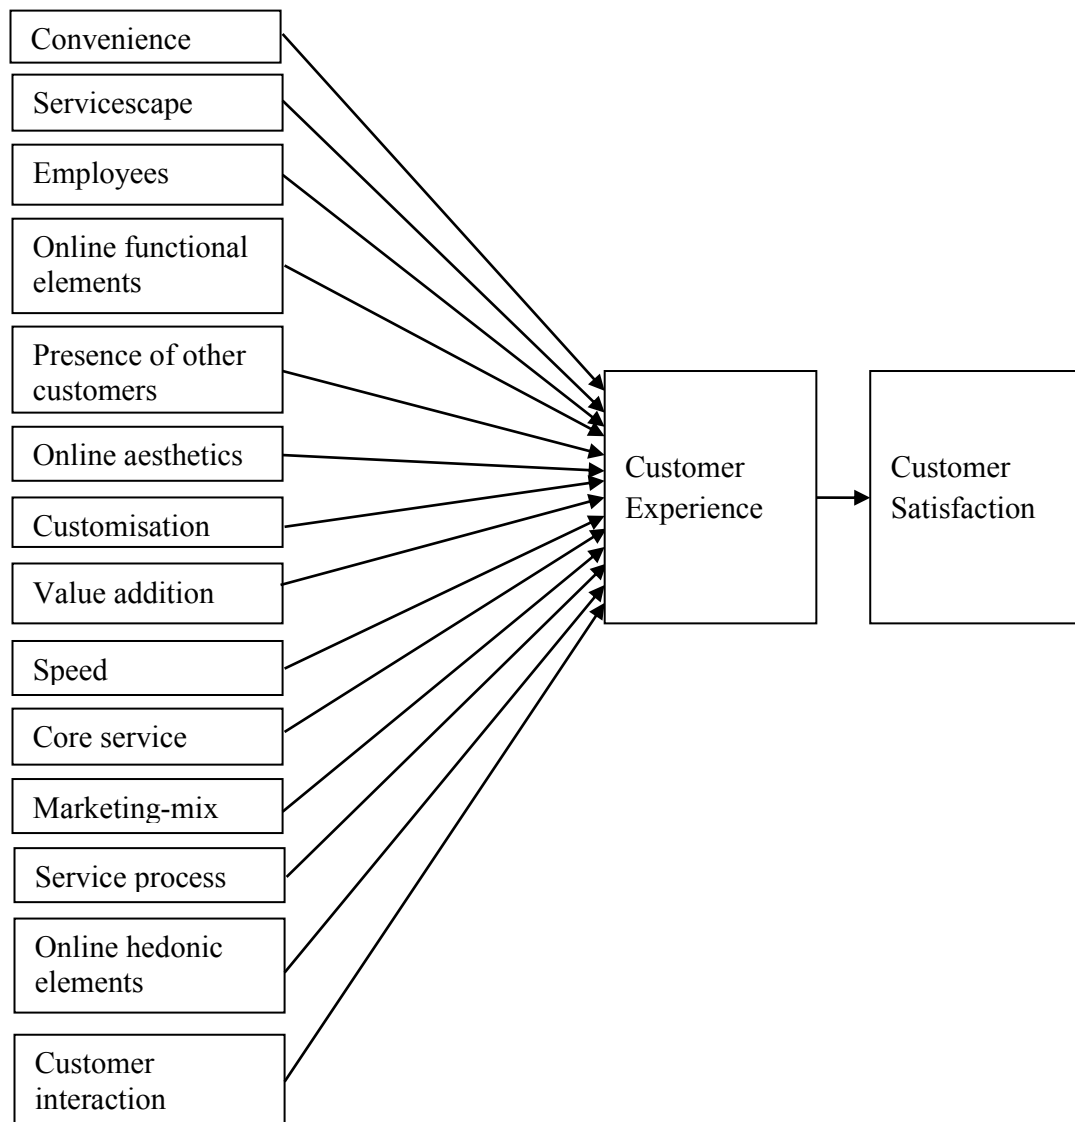 Convenience
Servicescape
Employees
Online functional
elements
Presence of other
customers
Online aesthetics
Customisation
Value addition
Speed
Core service
Marketing-mix
Service process
Online hedonic
elements
Customer
interaction
Customer
Experience
Customer
Satisfaction